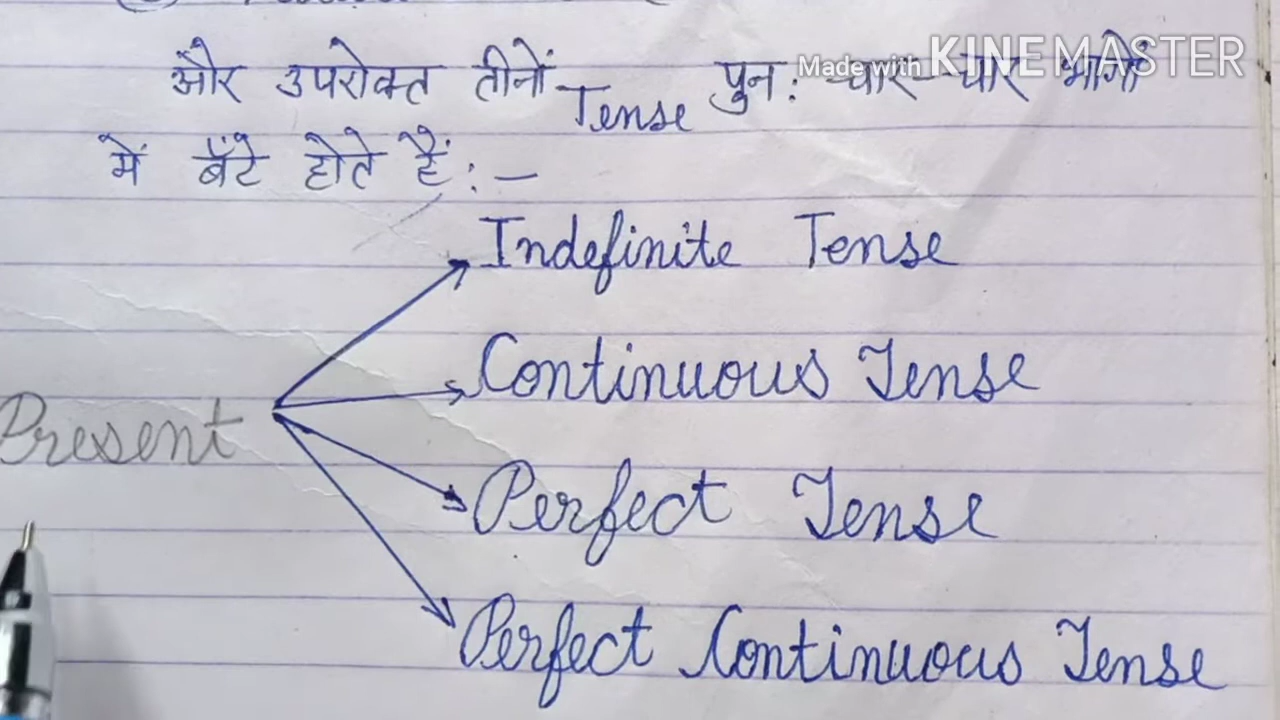 और उपरोक्त तीनों Tense पुन: चार-चार भागों
Made with KINEMASTER
में बँटे होते हैं:-
Indefinite Tense
Continuous Tense
Present
Perfect Tense
Perfect Continuous Tense